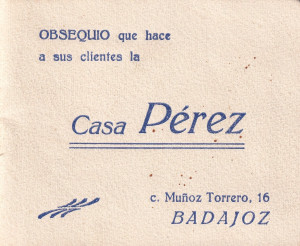 OBSEQUIO que hace
a sus clientes la
Casa Pérez
c. Muñoz Torrero, 16
BADAJOZ